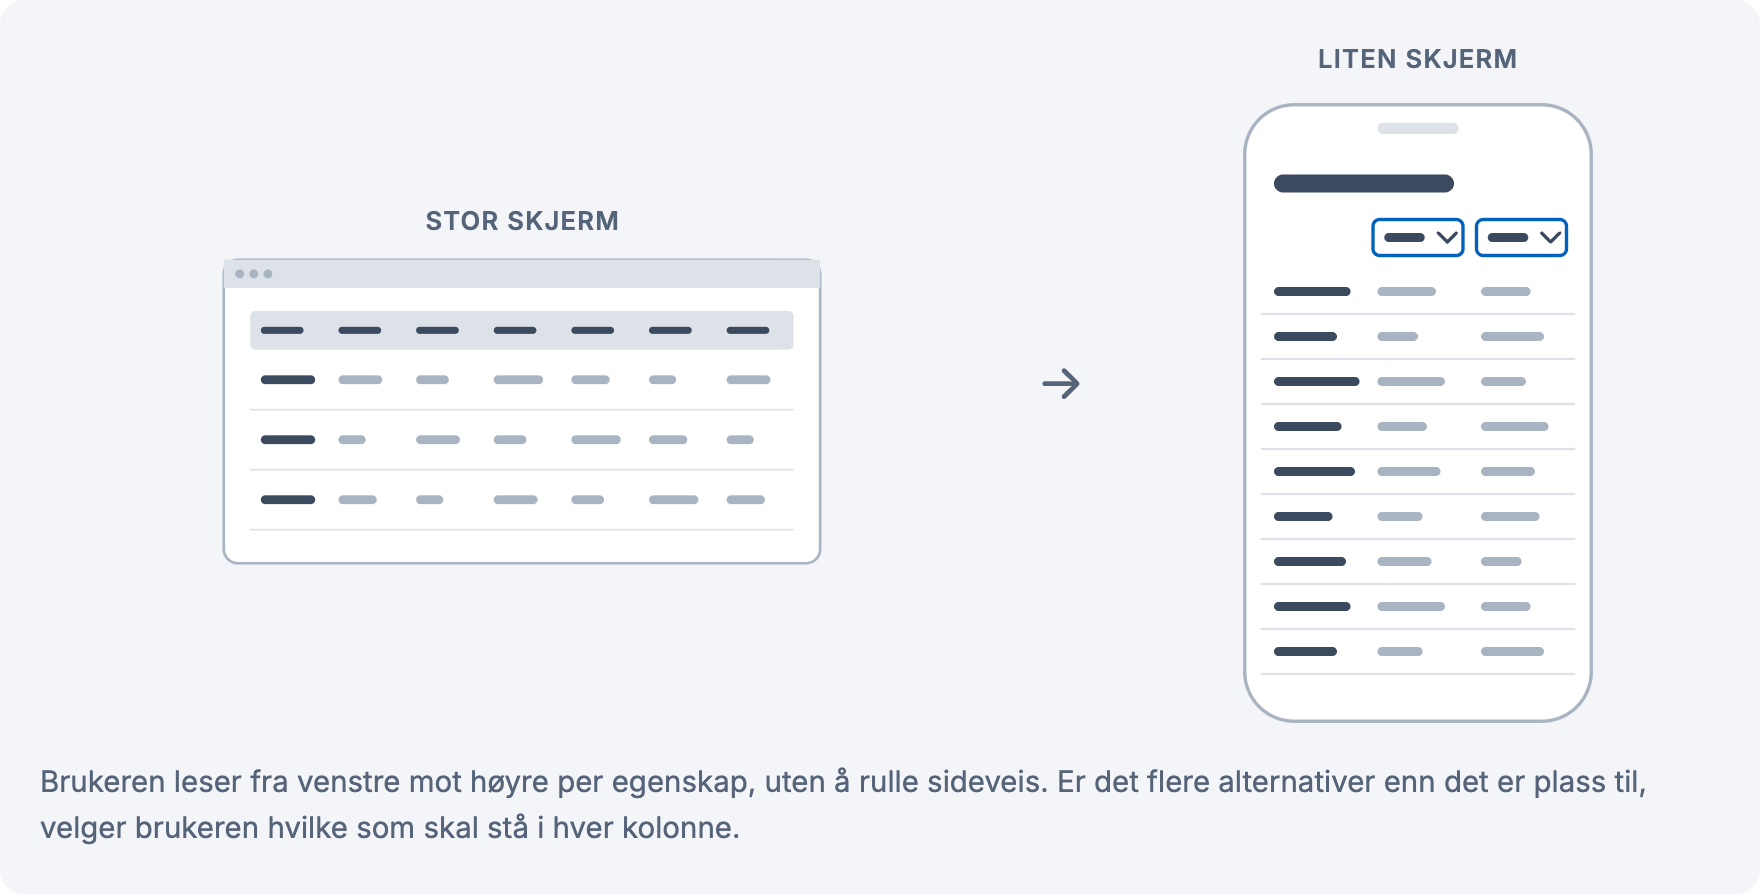 STOR SKJERM
LITEN SKJERM
Brukeren leser fra venstre mot høyre per egenskap, uten å rulle sideveis. Er det flere alternativer enn det er plass til,
velger brukeren hvilke som skal stå i hver kolonne.